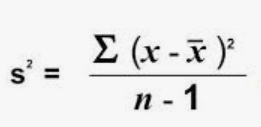 s² = Σ (x - x̄)² / n - 1